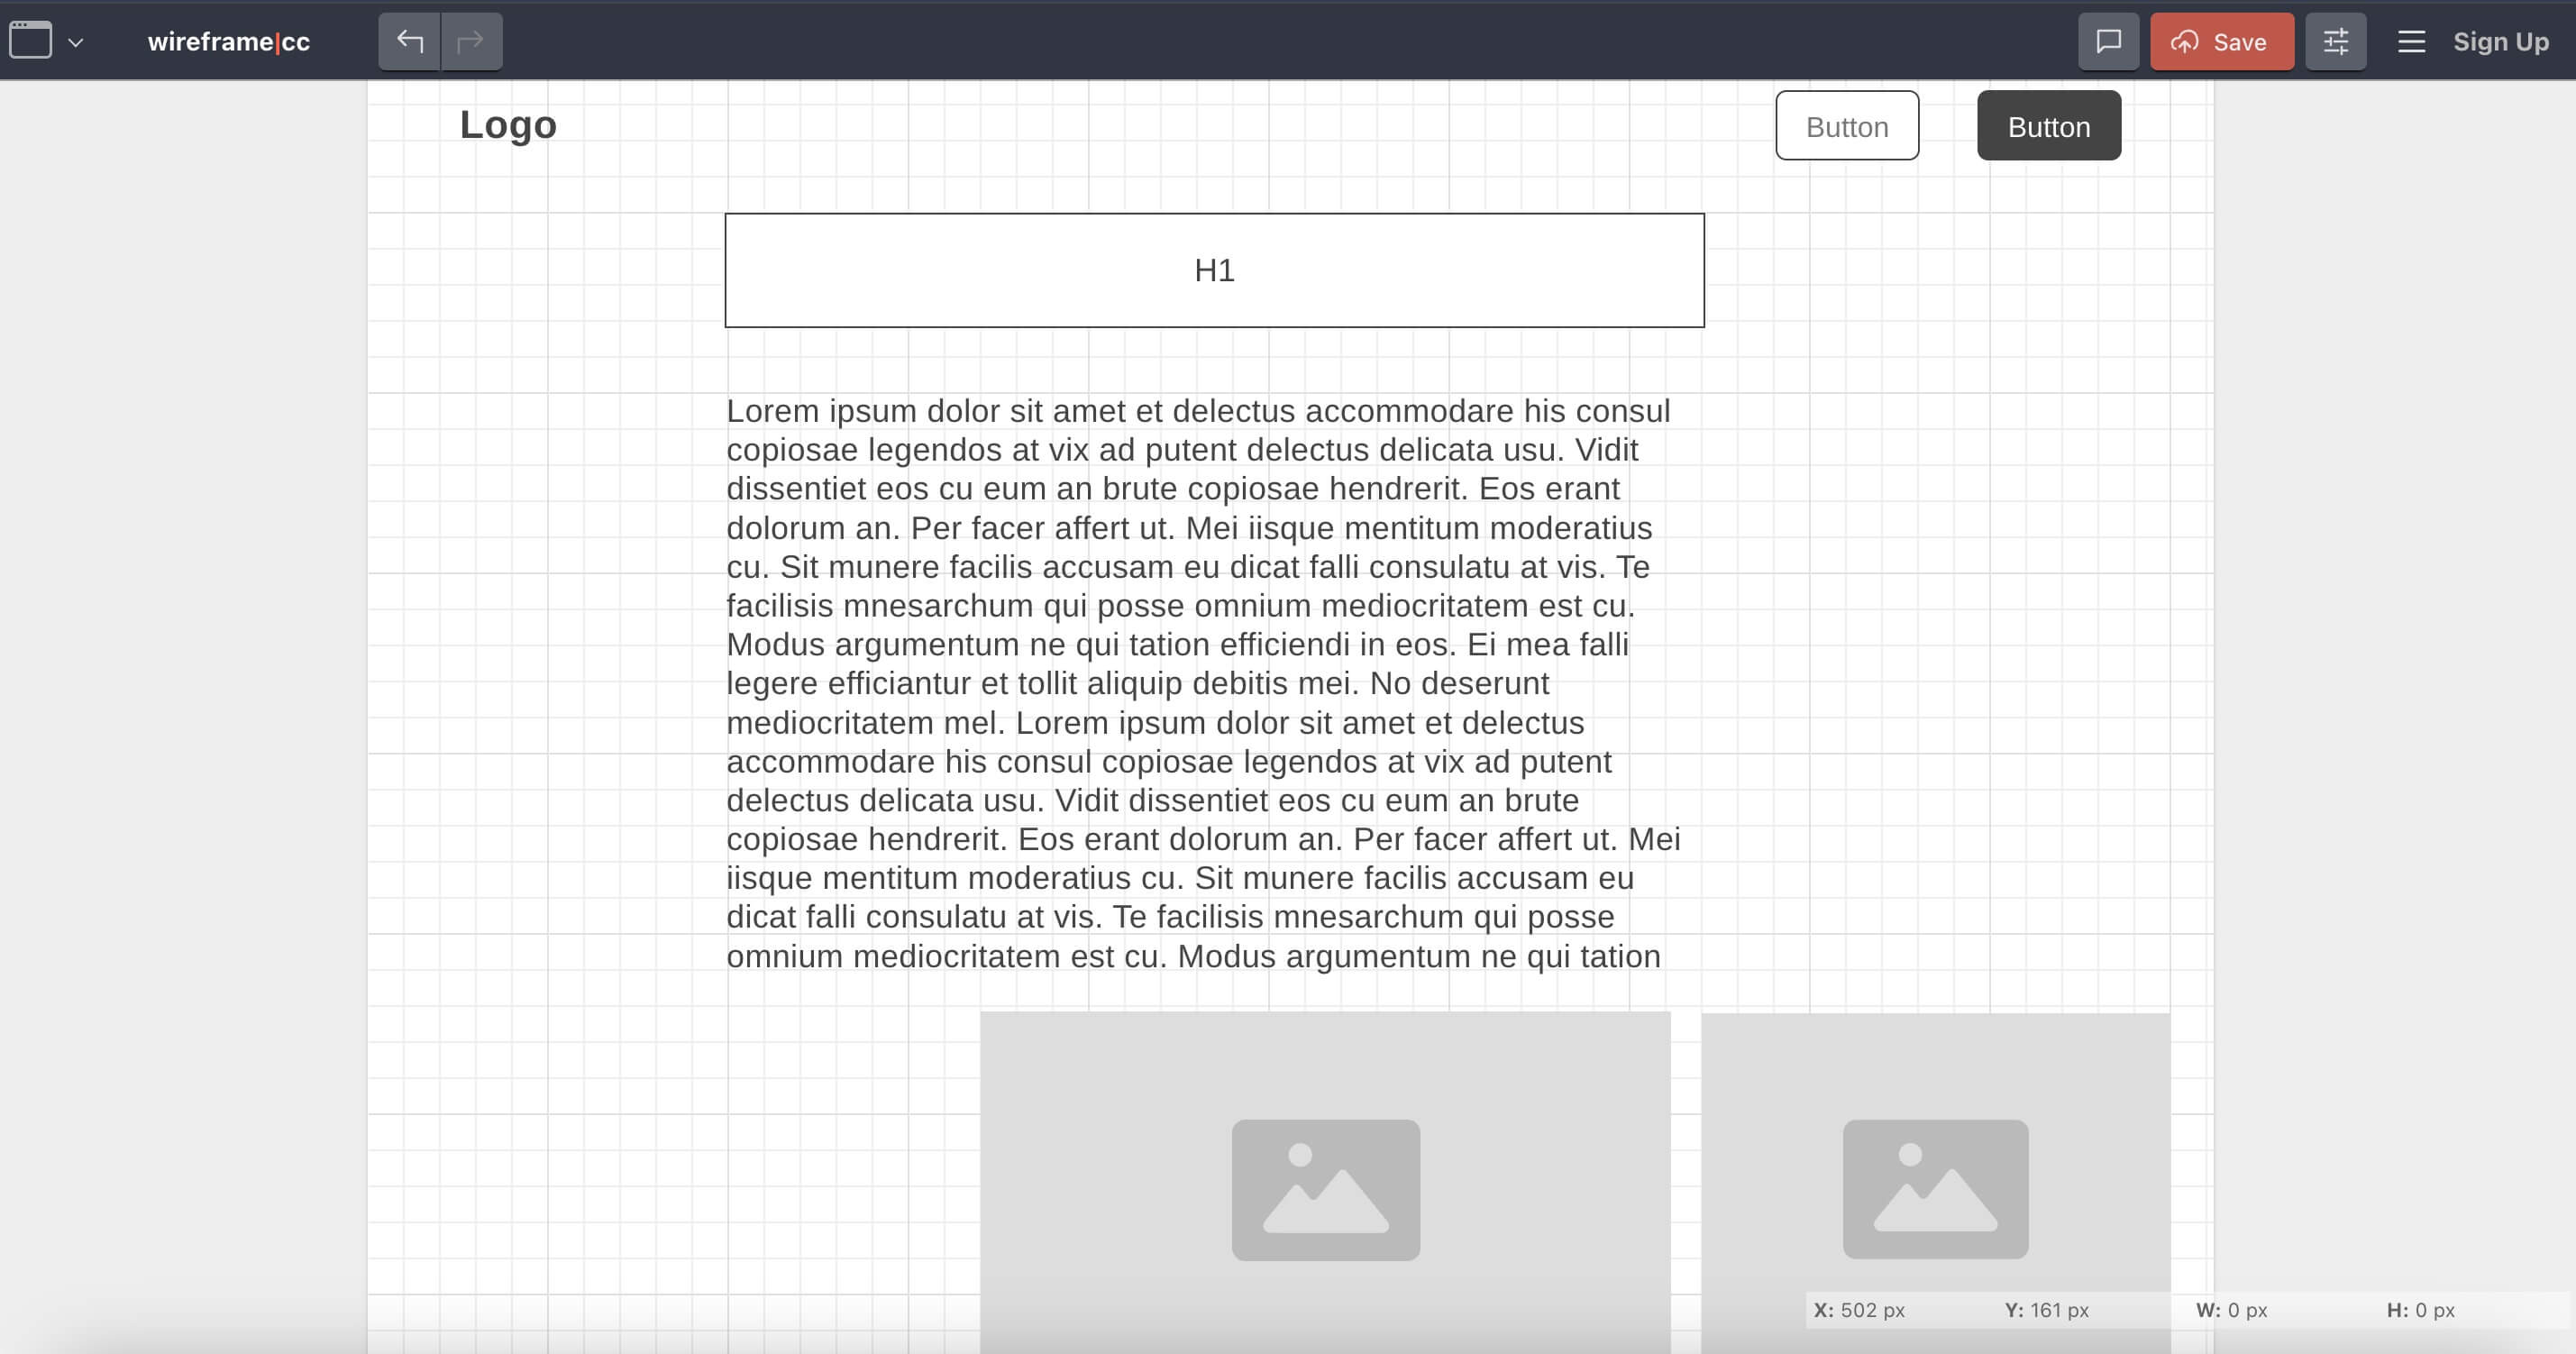 wireframe|cc
Save
Sign Up
Logo
Button
Button
H1
Lorem ipsum dolor sit amet et delectus accommodare his consul
copiosae legendos at vix ad putent delectus delicata usu. Vidit
dissentiet eos cu eum an brute copiosae hendrerit. Eos erant
dolorum an. Per facer affert ut. Mei iisque mentitum moderatius
cu. Sit munere facilis accusam eu dicat falli consulatu at vis. Te
facilisis mnesarchum qui posse omnium mediocritatem est cu.
Modus argumentum ne qui tation efficiendi in eos. Ei mea falli
legere efficiantur et tollit aliquip debitis mei. No deserunt
mediocritatem mel. Lorem ipsum dolor sit amet et delectus
accommodare his consul copiosae legendos at vix ad putent
delectus delicata usu. Vidit dissentiet eos cu eum an brute
copiosae hendrerit. Eos erant dolorum an. Per facer affert ut. Mei
iisque mentitum moderatius cu. Sit munere facilis accusam eu
dicat falli consulatu at vis. Te facilisis mnesarchum qui posse
omnium mediocritatem est cu. Modus argumentum ne qui tation
X: 502 px Y: 161 px W: 0 px H: 0 px